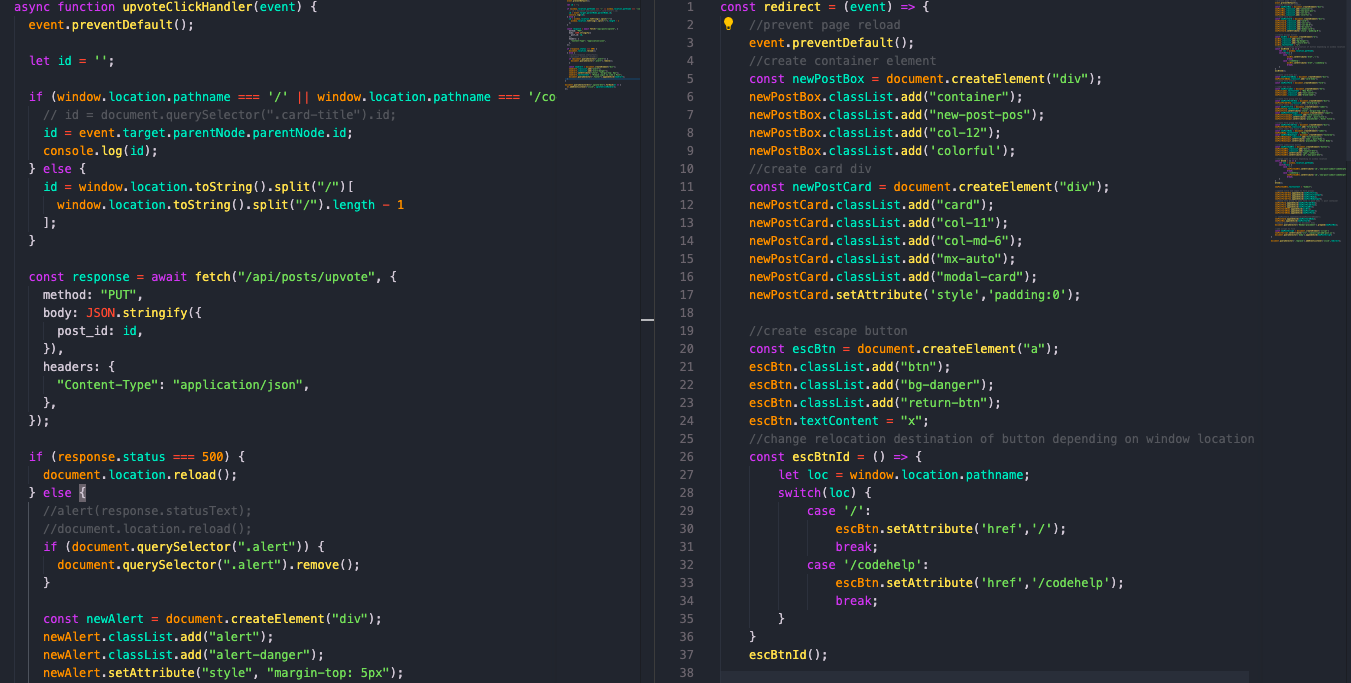 async function upvoteClickHandler(event) {
  event.preventDefault();

  let id = '';

  if (window.location.pathname === '/' || window.location.pathname === '/co
    // id = document.querySelector(".card-title").id;
    id = event.target.parentNode.parentNode.id;
    console.log(id);
  } else {
    id = window.location.toString().split("/")[
      window.location.toString().split("/").length - 1
    ];
  }

  const response = await fetch("/api/posts/upvote", {
    method: "PUT",
    body: JSON.stringify({
      post_id: id,
    }),
    headers: {
      "Content-Type": "application/json",
    },
  });

  if (response.status === 500) {
    document.location.reload();
  } else {
    //alert(response.statusText);
    //document.location.reload();
    if (document.querySelector(".alert")) {
      document.querySelector(".alert").remove();
    }

    const newAlert = document.createElement("div");
    newAlert.classList.add("alert");
    newAlert.classList.add("alert-danger");
    newAlert.setAttribute("style", "margin-top: 5px");
1 const redirect = (event) => {
2     //prevent page reload
3     event.preventDefault();
4     //create container element
5     const newPostBox = document.createElement("div");
6     newPostBox.classList.add("container");
7     newPostBox.classList.add("new-post-pos");
8     newPostBox.classList.add("col-12");
9     newPostBox.classList.add('colorful');
10     //create card div
11     const newPostCard = document.createElement("div");
12     newPostCard.classList.add("card");
13     newPostCard.classList.add("col-11");
14     newPostCard.classList.add("col-md-6");
15     newPostCard.classList.add("mx-auto");
16     newPostCard.classList.add("modal-card");
17     newPostCard.setAttribute('style','padding:0');
18
19     //create escape button
20     const escBtn = document.createElement("a");
21     escBtn.classList.add("btn");
22     escBtn.classList.add("bg-danger");
23     escBtn.classList.add("return-btn");
24     escBtn.textContent = "x";
25     //change relocation destination of button depending on window location
26     const escBtnId = () => {
27         let loc = window.location.pathname;
28         switch(loc) {
29             case '/':
30                 escBtn.setAttribute('href','/');
31                 break;
32             case '/codehelp':
33                 escBtn.setAttribute('href','/codehelp');
34                 break;
35         }
36     }
37     escBtnId();
38